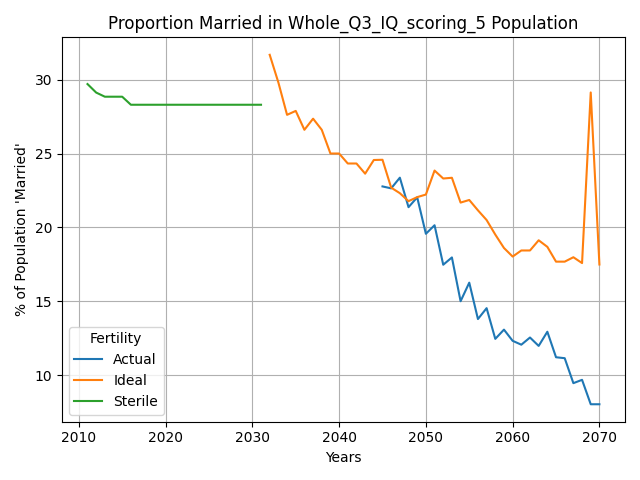 Proportion Married in Whole_Q3_IQ_scoring_5 Population
% of Population 'Married'
30
25
20
15
10
Fertility
Actual
Ideal
Sterile
2010 2020 2030 2040 2050 2060 2070
Years